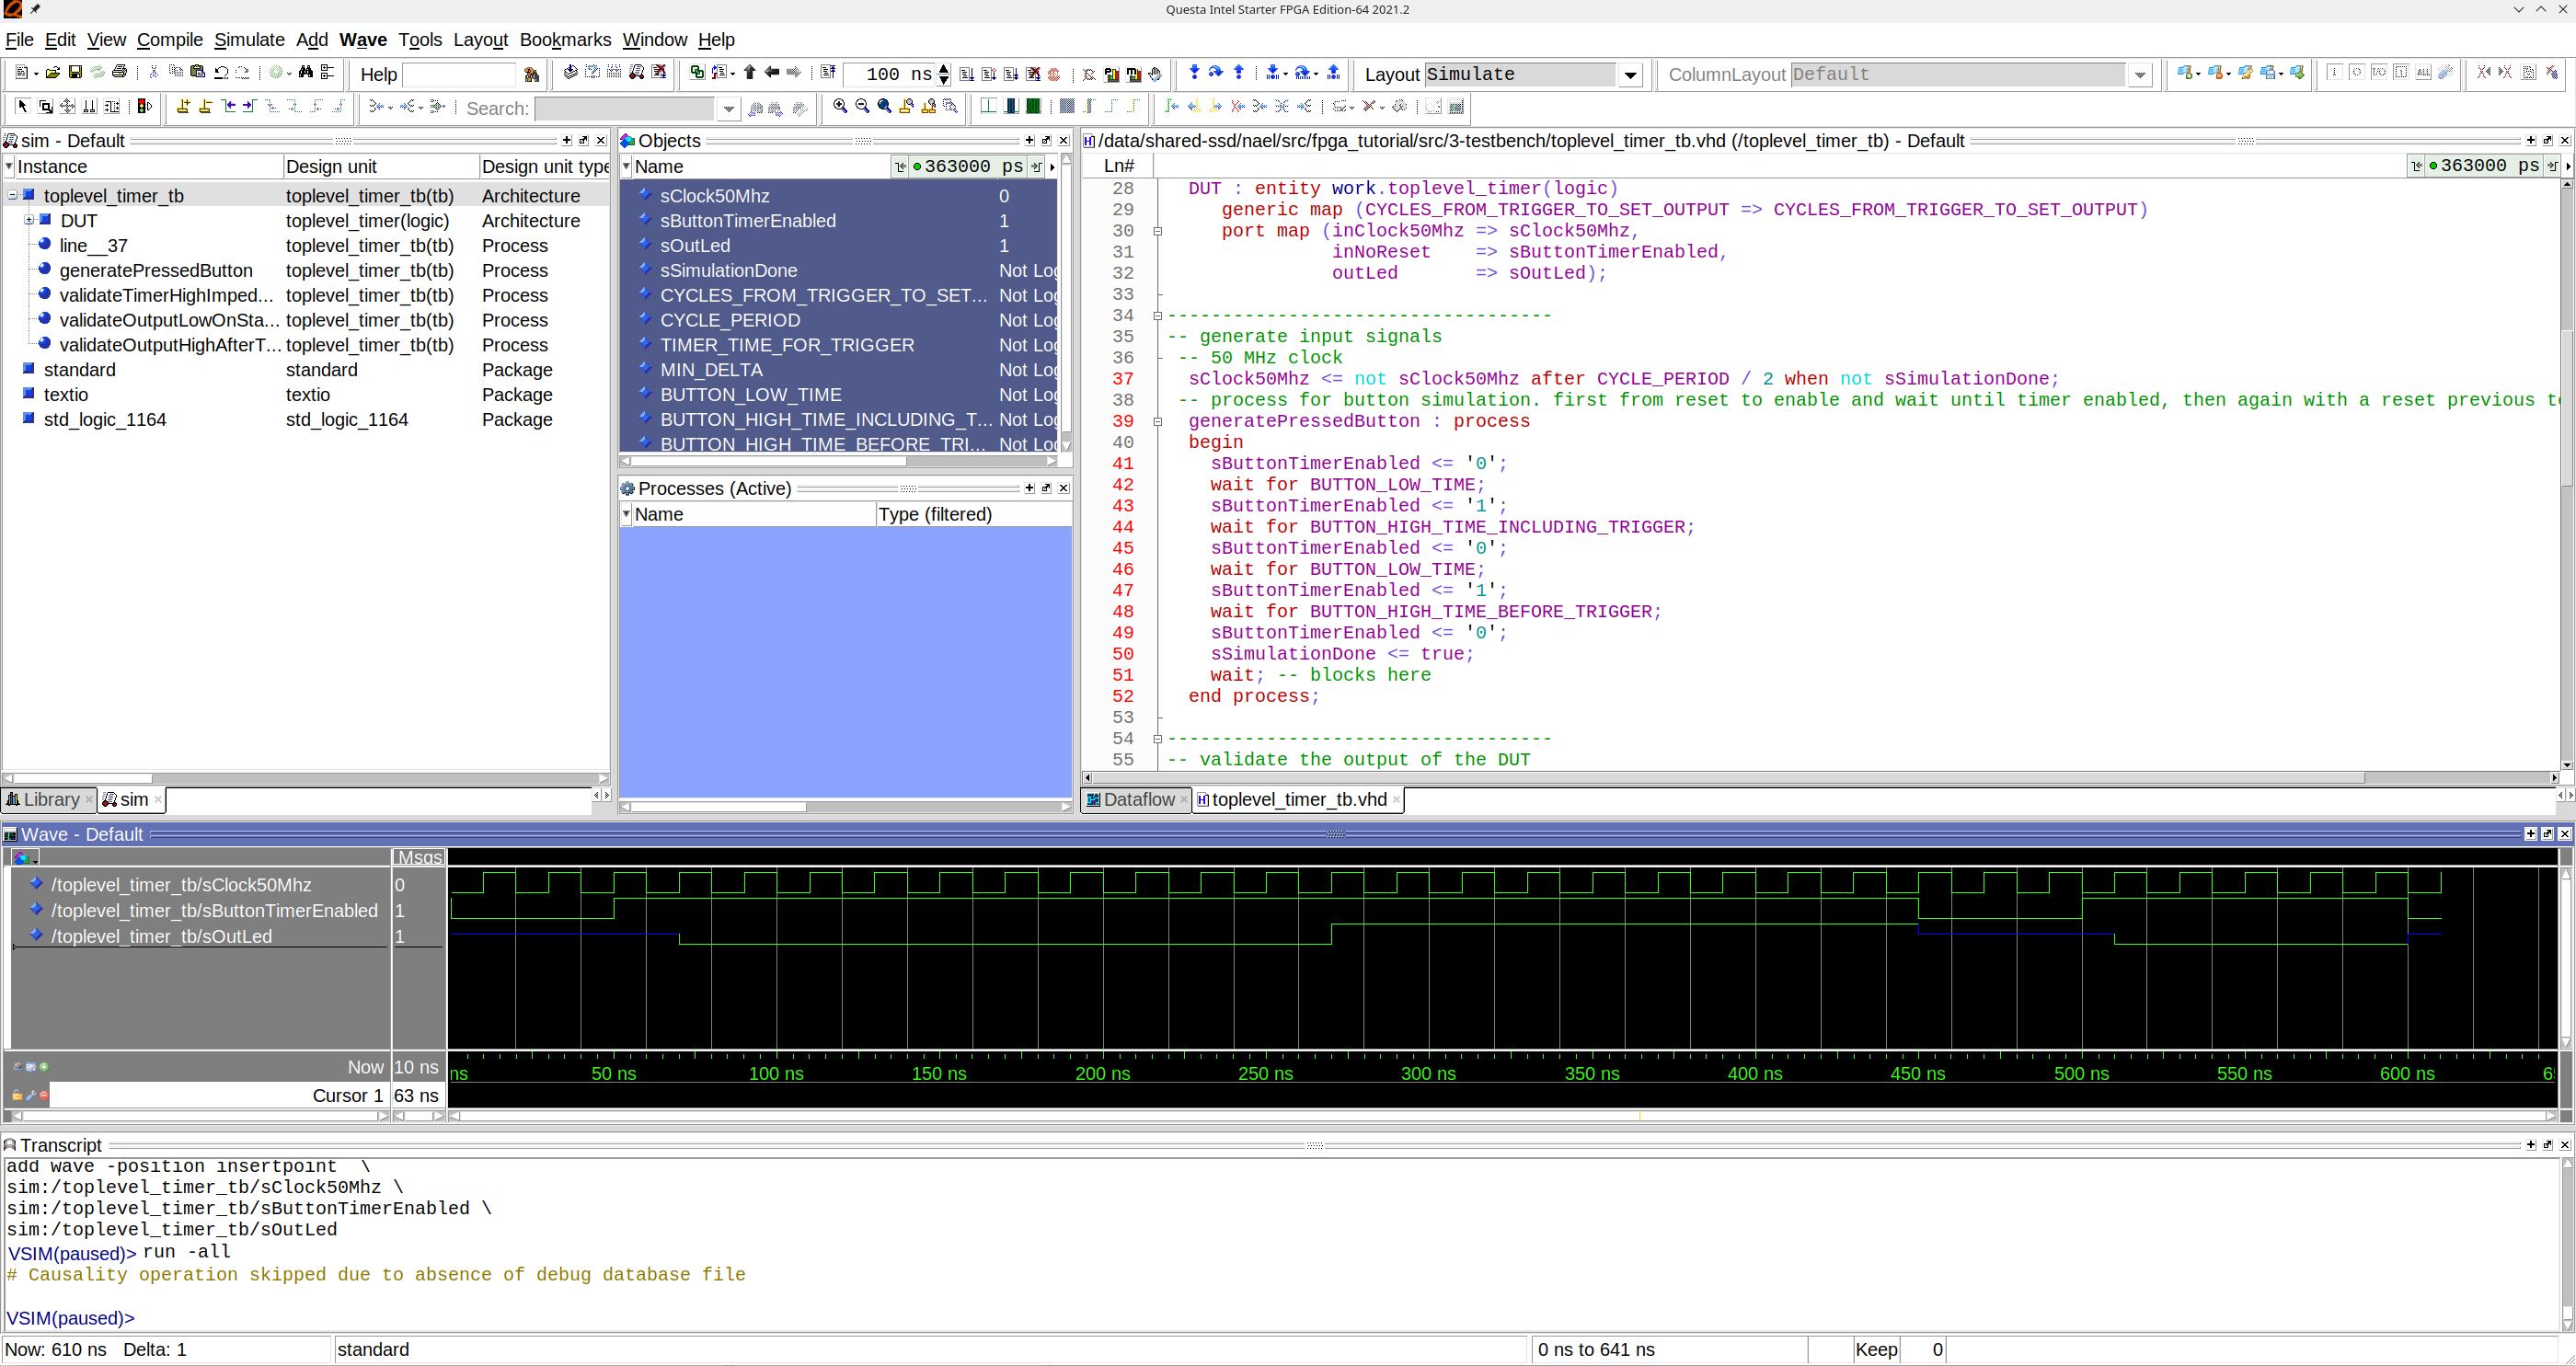 Questa Intel Starter FPGA Edition-64 2021.2
File Edit View Compile Simulate Add Wave Tools Layout Bookmarks Window Help
Help 100 ns Layout Simulate ColumnLayout Default
Search:
sim - Default
Instance Design unit Design unit type
toplevel_timer_tb toplevel_timer_tb(tb) Architecture
DUT toplevel_timer(logic) Architecture
line__37 toplevel_timer_tb(tb) Process
generatePressedButton toplevel_timer_tb(tb) Process
validateTimerHighImped... toplevel_timer_tb(tb) Process
validateOutputLowOnSta... toplevel_timer_tb(tb) Process
validateOutputHighAfterT... toplevel_timer_tb(tb) Process
standard standard Package
textio textio Package
std_logic_1164 std_logic_1164 Package
Library sim
Objects
Name 363000 ps
sClock50Mhz 0
sButtonTimerEnabled 1
sOutLed 1
sSimulationDone Not Log
CYCLES_FROM_TRIGGER_TO_SET... Not Log
CYCLE_PERIOD Not Log
TIMER_TIME_FOR_TRIGGER Not Log
MIN_DELTA Not Log
BUTTON_LOW_TIME Not Log
BUTTON_HIGH_TIME_INCLUDING_T... Not Log
BUTTON_HIGH_TIME_BEFORE_TRI... Not Log
Processes (Active)
Name Type (filtered)
/data/shared-ssd/nael/src/fpga_tutorial/src/3-testbench/toplevel_timer_tb.vhd (/toplevel_timer_tb) - Default
Ln# 363000 ps
28 DUT : entity work.toplevel_timer(logic)
29 generic map (CYCLES_FROM_TRIGGER_TO_SET_OUTPUT => CYCLES_FROM_TRIGGER_TO_SET_OUTPUT)
30 port map (inClock50Mhz => sClock50Mhz,
31 inNoReset => sButtonTimerEnabled,
32 outLed => sOutLed);
33
34 -----------------------------------
35 -- generate input signals
36 -- 50 MHz clock
37 sClock50Mhz <= not sClock50Mhz after CYCLE_PERIOD / 2 when not sSimulationDone;
38 -- process for button simulation. first from reset to enable and wait until timer enabled, then again with a reset previous t
39 generatePressedButton : process
40 begin
41 sButtonTimerEnabled <= '0';
42 wait for BUTTON_LOW_TIME;
43 sButtonTimerEnabled <= '1';
44 wait for BUTTON_HIGH_TIME_INCLUDING_TRIGGER;
45 sButtonTimerEnabled <= '0';
46 wait for BUTTON_LOW_TIME;
47 sButtonTimerEnabled <= '1';
48 wait for BUTTON_HIGH_TIME_BEFORE_TRIGGER;
49 sButtonTimerEnabled <= '0';
50 sSimulationDone <= true;
51 wait; -- blocks here
52 end process;
53
54 -----------------------------------
55 -- validate the output of the DUT
Dataflow toplevel_timer_tb.vhd
Wave - Default
Msgs
/toplevel_timer_tb/sClock50Mhz 0
/toplevel_timer_tb/sButtonTimerEnabled 1
/toplevel_timer_tb/sOutLed 1
Now 10 ns ns 50 ns 100 ns 150 ns 200 ns 250 ns 300 ns 350 ns 400 ns 450 ns 500 ns 550 ns 600 ns
Cursor 1 63 ns
Transcript
add wave -position insertpoint \
sim:/toplevel_timer_tb/sClock50Mhz \
sim:/toplevel_timer_tb/sButtonTimerEnabled \
sim:/toplevel_timer_tb/sOutLed
VSIM(paused)> run -all
# Causality operation skipped due to absence of debug database file
VSIM(paused)>
Now: 610 ns Delta: 1 standard 0 ns to 641 ns Keep 0